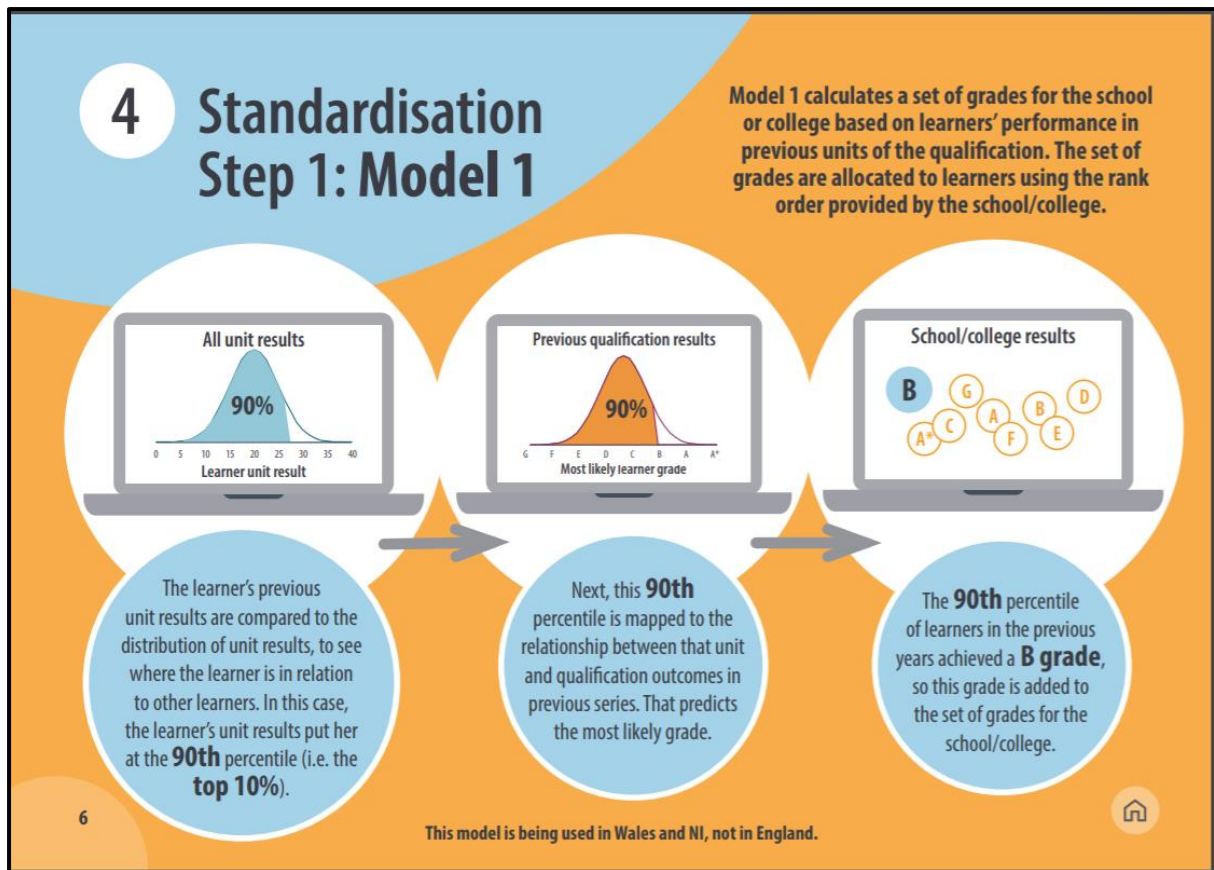 4
Standardisation
Step 1: Model 1
Model 1 calculates a set of grades for the school
or college based on learners’ performance in
previous units of the qualification. The set of
grades are allocated to learners using the rank
order provided by the school/college.
All unit results
90%
0 5 10 15 20 25 30 35 40
Learner unit result
Previous qualification results
90%
G F E D C B A A*
Most likely learner grade
School/college results
B
G
D
A
B
C
A*
F
E
The learner’s previous
unit results are compared to the
distribution of unit results, to see
where the learner is in relation
to other learners. In this case,
the learner’s unit results put her
at the 90th percentile (i.e. the
top 10%).
Next, this 90th
percentile is mapped to the
relationship between that unit
and qualification outcomes in
previous series. That predicts
the most likely grade.
The 90th percentile
of learners in the previous
years achieved a B grade,
so this grade is added to
the set of grades for the
school/college.
6
This model is being used in Wales and NI, not in England.